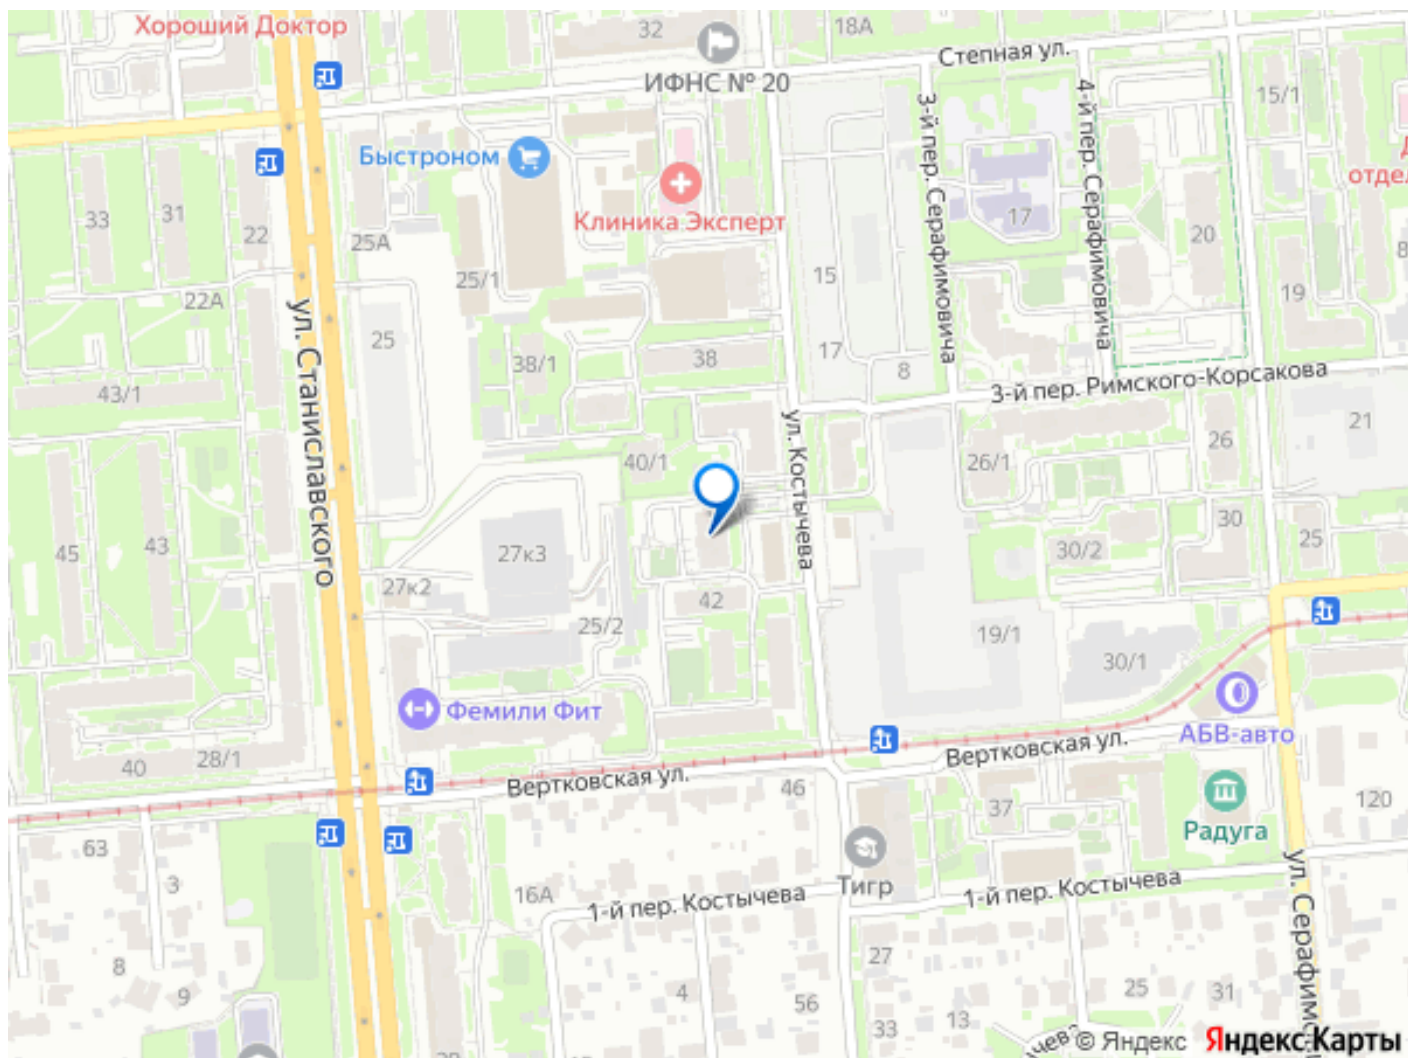 Хороший Доктор
32
18А
Степная ул.
ИФНС № 20
15/1
Быстроном
3-й пер. Серафимовича
4-й пер. Серафимовича
Клиника Эксперт
отдел
33
31
22
25А
17
20
25/1
15
22А
19
ул. Станиславского
25
38/1
38
17
8
3-й пер. Римского-Корсакова
43/1
21
ул. Костычева
26
40/1
26/1
45
43
27к3
30
25
30/2
27к2
42
25/2
19/1
30/1
Фемили Фит
АБВ-авто
Вертковская ул.
28/1
40
Вертковская ул.
46
37
120
Радуга
63
3
Тигр
16А
1-й пер. Костычева
1-й пер. Костычева
ул. Серафимо
27
8
9
4
56
25
31
33
13
© Яндекс Яндекс Карты